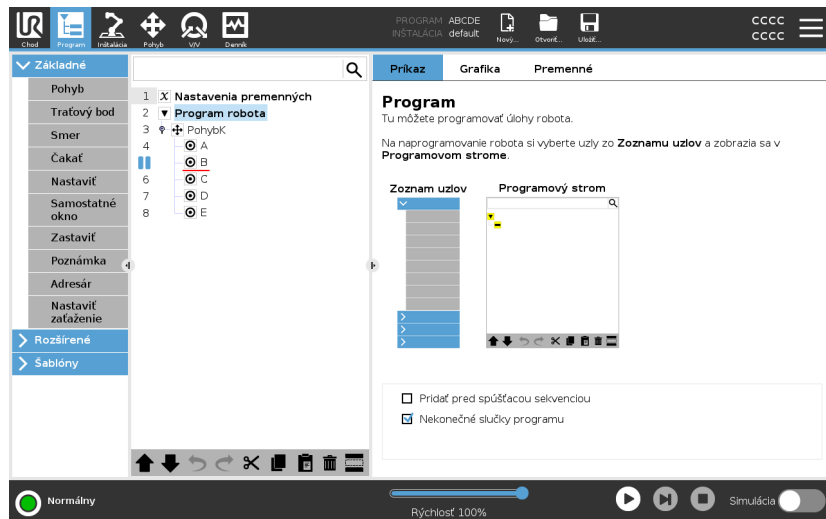 PROGRAM ABCDE
INŠTALÁCIA default
Chod
Program
Inštalácia
Pohyb
V/V
Denník
Nový...
Otvoriť...
Uložiť...
CCCC
CCCC
Základné
Pohyb
Traťový bod
Smer
Čakať
Nastaviť
Samostatné
okno
Zastaviť
Poznámka
Adresár
Nastaviť
zaťaženie
Rozšírené
Šablóny
1 X Nastavenia premenných
2 Program robota
3 PohybK
4 A
B
6 C
7 D
8 E
Príkaz
Grafika
Premenné
Program
Tu môžete programovať úlohy robota.
Na naprogramovanie robota si vyberte uzly zo Zoznamu uzlov a zobrazia sa v
Programovom strome.
Zoznam uzlov
Programový strom
Pridať pred spúšťacou sekvenciou
Nekonečné slučky programu
Normálny
Rýchlosť 100%
Simulácia